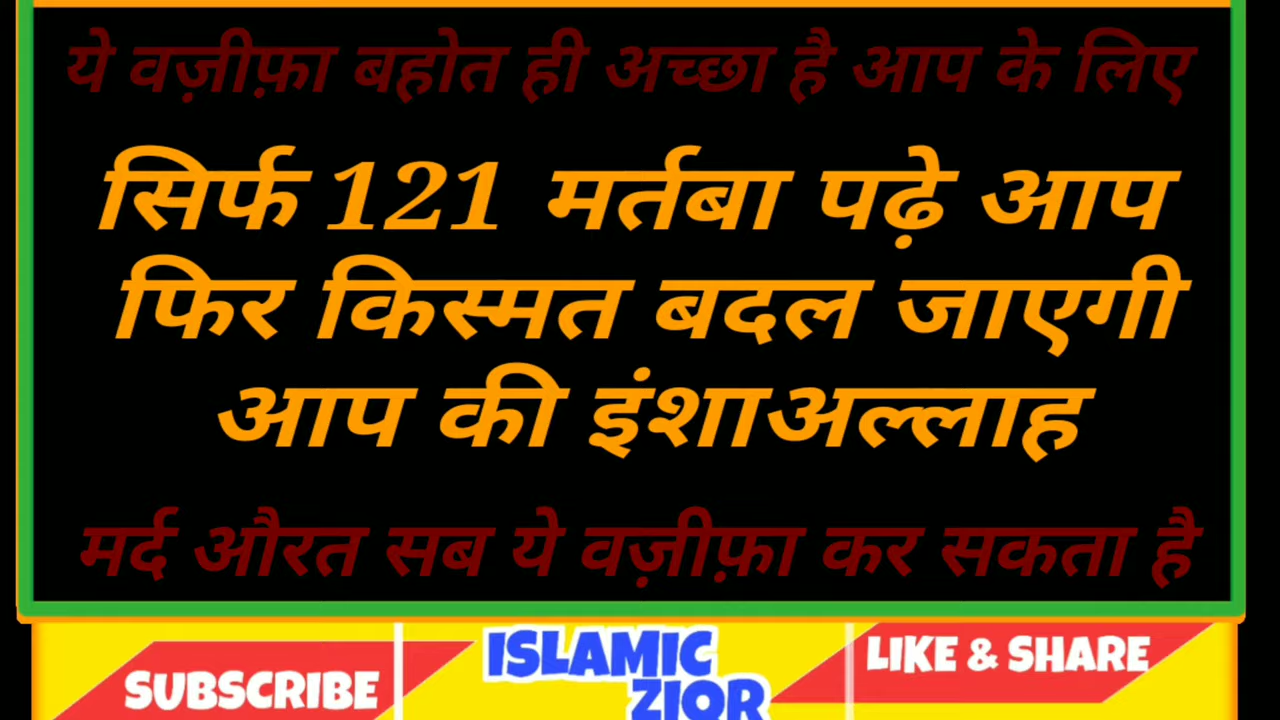 ये वज़ीफ़ा बहोत ही अच्छा है आप के लिए
सिर्फ 121 मर्तबा पढ़े आप
फिर किस्मत बदल जाएगी
आप की इंशाअल्लाह
मर्द औरत सब ये वज़ीफ़ा कर सकता है
SUBSCRIBE
ISLAMIC
ZIQR
LIKE & SHARE